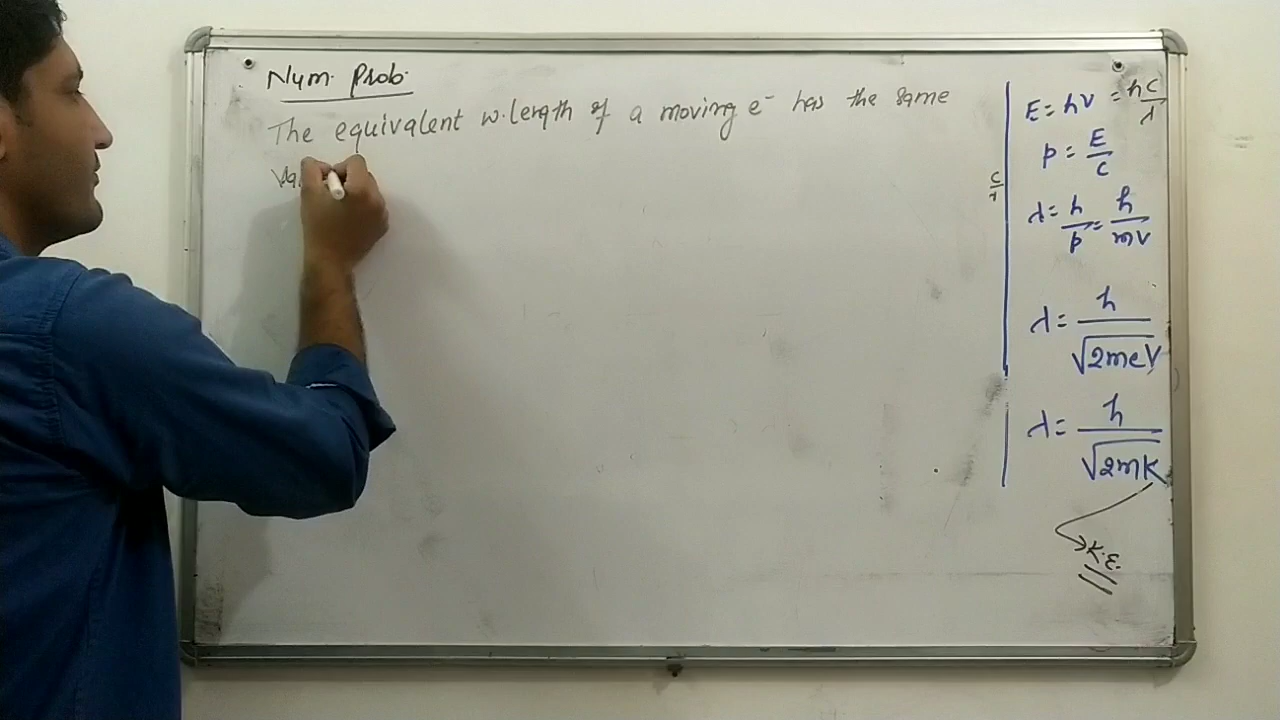 Num. Prob.
The equivalent w.length of a moving e⁻ has the same
E = hν = hc/λ
p = E/c
c/λ
λ = h/p = h/mv
λ = h/√2meV
λ = h/√2mK
K.E.